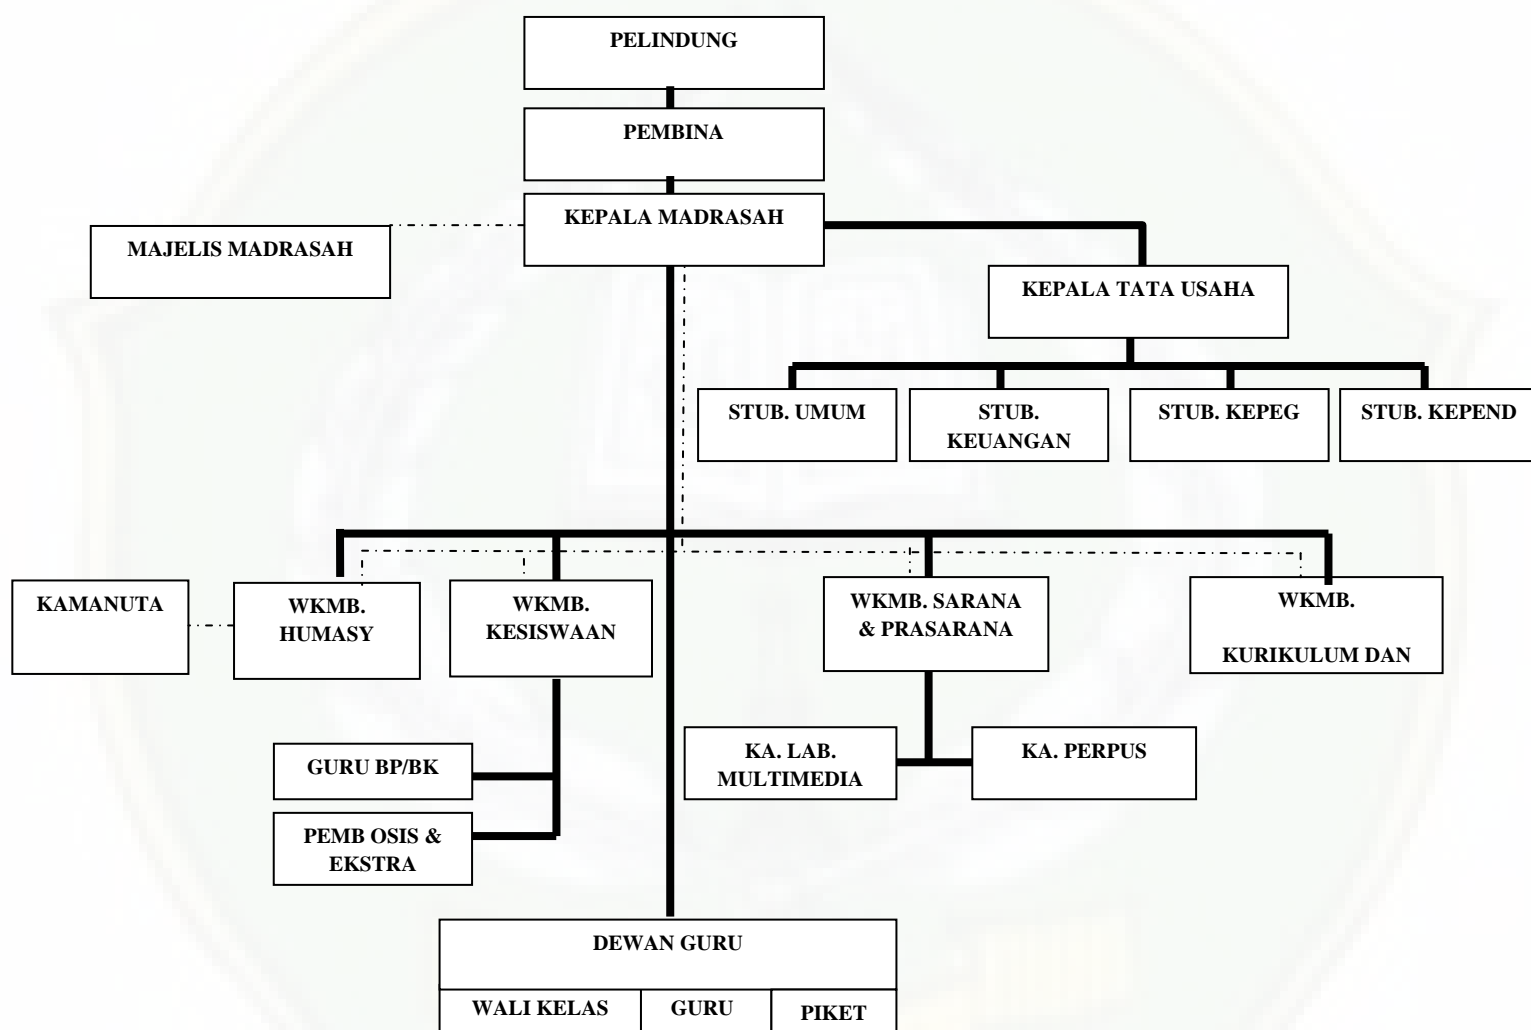 PELINDUNG
PEMBINA
KEPALA MADRASAH
MAJELIS MADRASAH
KEPALA TATA USAHA
STUB. UMUM
STUB.
KEUANGAN
STUB. KEPEG
STUB. KEPEND
KAMANUTA
WKMB.
HUMASY
WKMB.
KESISWAAN
WKMB. SARANA
& PRASARANA
WKMB.
KURIKULUM DAN
GURU BP/BK
PEMB OSIS &
EKSTRA
KA. LAB.
MULTIMEDIA
KA. PERPUS
DEWAN GURU
WALI KELAS
GURU
PIKET